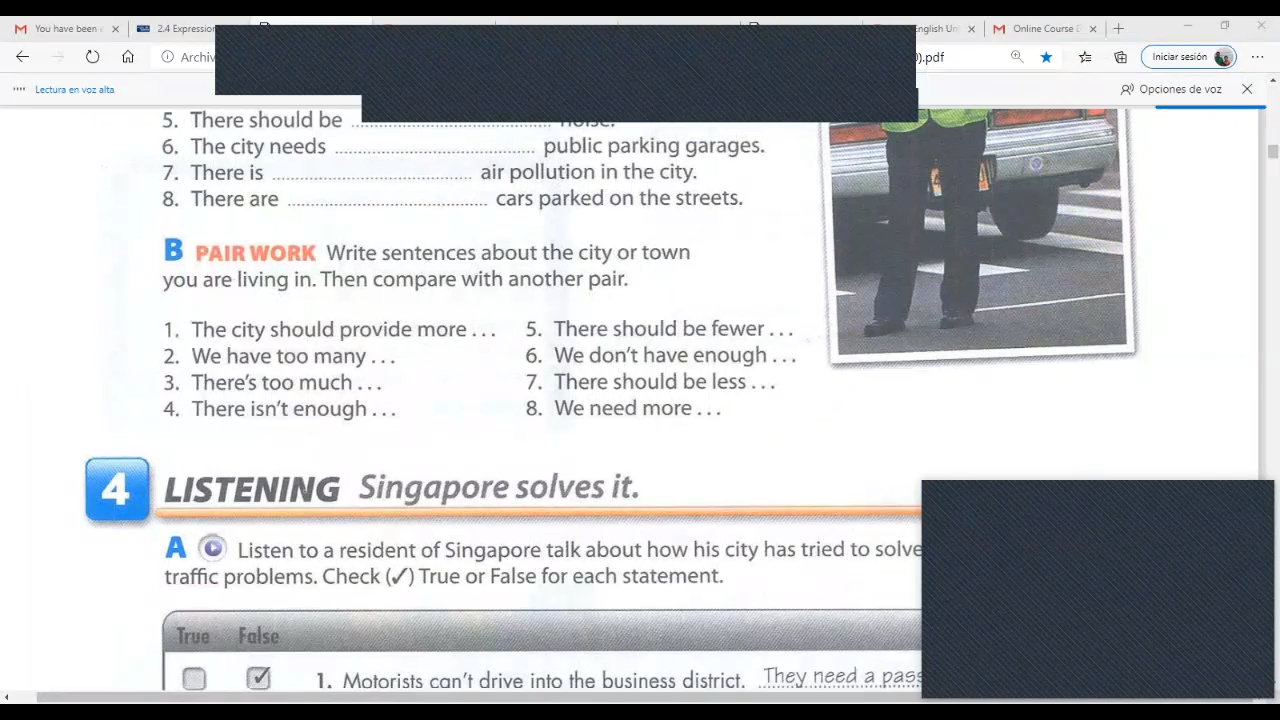 You have been
2.4 Expression
English Un
Online Course E
Archiv
).pdf
Iniciar sesión
Lectura en voz alta
Opciones de voz
5. There should be ........................................ noise.
6. The city needs ........................................ public parking garages.
7. There is ........................................ air pollution in the city.
8. There are ........................................ cars parked on the streets.
B PAIR WORK Write sentences about the city or town
you are living in. Then compare with another pair.
1. The city should provide more . . .
2. We have too many . . .
3. There's too much . . .
4. There isn't enough . . .
5. There should be fewer . . .
6. We don't have enough . . .
7. There should be less . . .
8. We need more . . .
4 LISTENING Singapore solves it.
A Listen to a resident of Singapore talk about how his city has tried to solve
traffic problems. Check (✓) True or False for each statement.
True False
1. Motorists can't drive into the business district. They need a pass